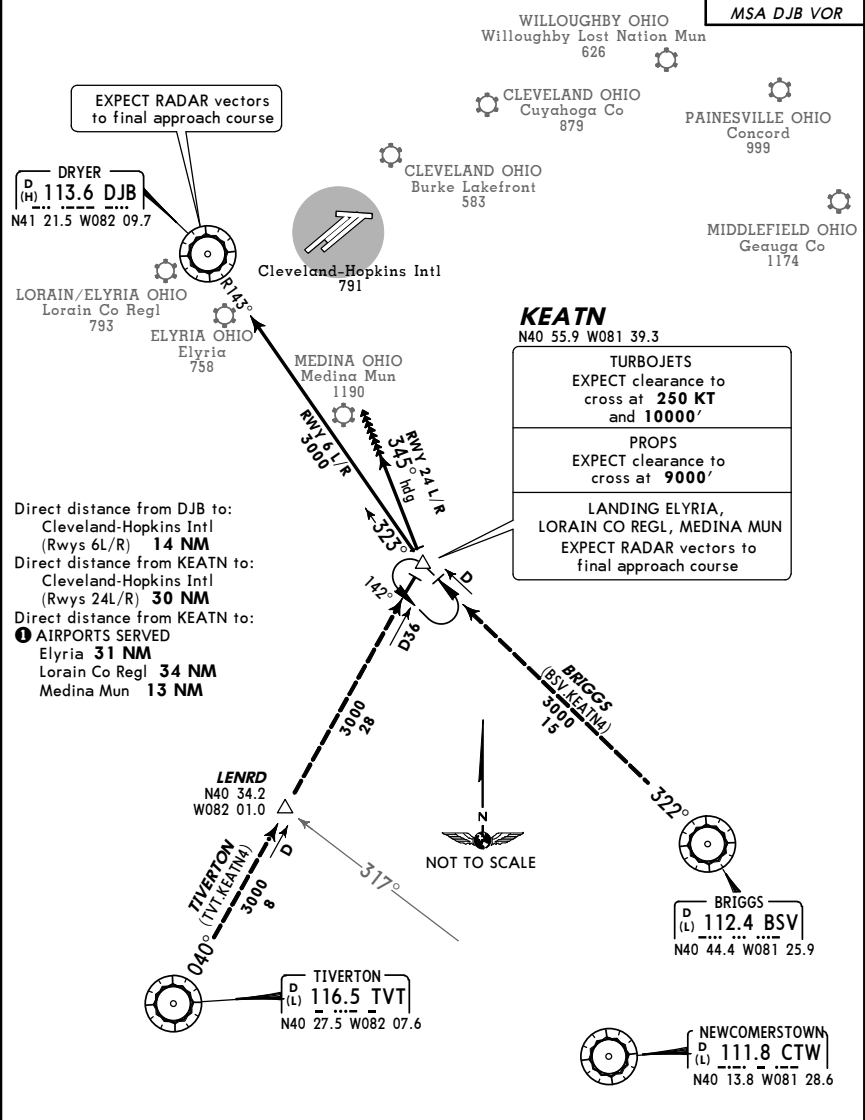 MSA DJB VOR
WILLOUGHBY OHIO
Willoughby Lost Nation Mun
626
CLEVELAND OHIO
Cuyahoga Co
879
PAINESVILLE OHIO
Concord
999
EXPECT RADAR vectors
to final approach course
CLEVELAND OHIO
Burke Lakefront
583
DRYER
D
(H) 113.6 DJB
N41 21.5 W082 09.7
MIDDLEFIELD OHIO
Geauga Co
1174
Cleveland-Hopkins Intl
791
LORAIN/ELYRIA OHIO
Lorain Co Regl
793
R143°
ELYRIA OHIO
Elyria
758
MEDINA OHIO
Medina Mun
1190
KEATN
N40 55.9 W081 39.3
TURBOJETS
EXPECT clearance to
cross at 250 KT
and 10000'
PROPS
EXPECT clearance to
cross at 9000'
LANDING ELYRIA,
LORAIN CO REGL, MEDINA MUN
EXPECT RADAR vectors to
final approach course
RWY 6 L/R
3000
RWY 24 L/R
345° hdg
323°
142°
D
D36
Direct distance from DJB to:
Cleveland-Hopkins Intl
(Rwys 6L/R) 14 NM
Direct distance from KEATN to:
Cleveland-Hopkins Intl
(Rwys 24L/R) 30 NM
Direct distance from KEATN to:
❶ AIRPORTS SERVED
Elyria 31 NM
Lorain Co Regl 34 NM
Medina Mun 13 NM
BRIGGS
(BSV.KEATN4)
3000
15
322°
3000
28
LENRD
N40 34.2
W082 01.0
D
TIVERTON
(TVT.KEATN4)
3000
8
040°
317°
N
NOT TO SCALE
BRIGGS
D
(L) 112.4 BSV
N40 44.4 W081 25.9
TIVERTON
D
(L) 116.5 TVT
N40 27.5 W082 07.6
NEWCOMERSTOWN
D
(L) 111.8 CTW
N40 13.8 W081 28.6